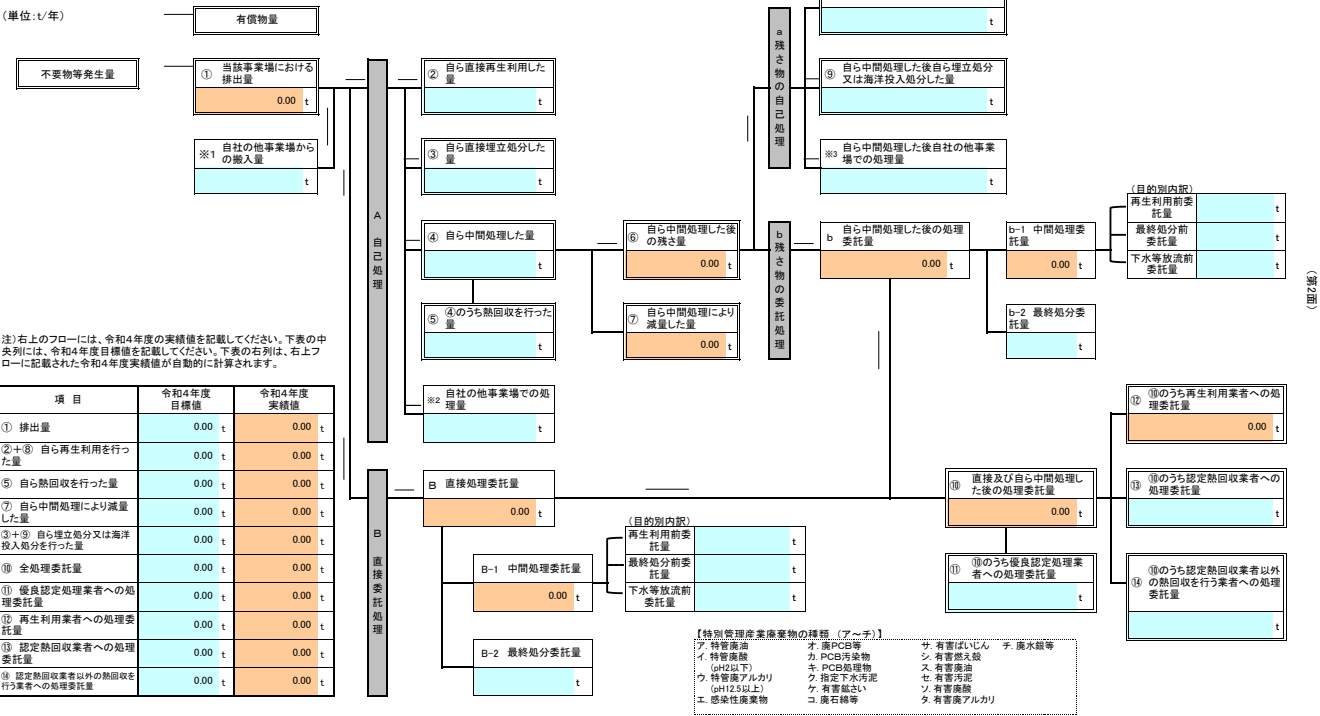 (単位:t/年)
有償物量
不要物等発生量
① 当該事業場における
排出量
0.00 t
※1 自社の他事業場から
の搬入量
t
A 自己処理
② 自ら直接再生利用した
量
t
③ 自ら直接埋立処分した
量
t
④ 自ら中間処理した量
t
⑤ ④のうち熱回収を行った
量
t
※2 自社の他事業場での処
理量
t
⑥ 自ら中間処理した後
の残さ量
0.00 t
⑦ 自ら中間処理により
減量した量
0.00 t
a 残さ物の自己処理
t
⑨ 自ら中間処理した後自ら埋立処分
又は海洋投入処分した量
t
※3 自ら中間処理した後自社の他事業
場での処理量
t
b 残さ物の委託処理
b 自ら中間処理した後の処理
委託量
0.00 t
b-1 中間処理委
託量
0.00 t
b-2 最終処分委
託量
t
(目的別内訳)
再生利用前委
託量
t
最終処分前
委託量
t
下水等放流前
委託量
t
(第2面)
注)右上のフローには、令和4年度の実績値を記載してください。下表の中
央列には、令和4年度目標値を記載してください。下表の右列は、右上フ
ローに記載された令和4年度実績値が自動的に計算されます。
項 目 令和4年度
目標値 令和4年度
実績値
① 排出量 0.00 t 0.00 t
②+⑧ 自ら再生利用を行っ
た量 0.00 t 0.00 t
⑤ 自ら熱回収を行った量 0.00 t 0.00 t
⑦ 自ら中間処理により減量
した量 0.00 t 0.00 t
③+⑨ 自ら埋立処分又は海洋
投入処分を行った量 0.00 t 0.00 t
⑩ 全処理委託量 0.00 t 0.00 t
⑪ 優良認定処理業者への処
理委託量 0.00 t 0.00 t
⑫ 再生利用業者への処理委
託量 0.00 t 0.00 t
⑬ 認定熱回収業者への処理
委託量 0.00 t 0.00 t
⑭ 認定熱回収業者以外の熱回収を
行う業者への処理委託量 0.00 t 0.00 t
B 直接委託処理
B 直接処理委託量
0.00 t
B-1 中間処理委託量
0.00 t
B-2 最終処分委託量
t
(目的別内訳)
再生利用前委
託量
t
最終処分前委
託量
t
下水等放流前
委託量
t
⑩ 直接及び自ら中間処理し
た後の処理委託量
0.00 t
⑪ ⑩のうち優良認定処理業
者への処理委託量
t
⑫ ⑩のうち再生利用業者への処
理委託量
0.00 t
⑬ ⑩のうち認定熱回収業者への
処理委託量
t
⑭ ⑩のうち認定熱回収業者以外
の熱回収を行う業者への処理
委託量
t
【特別管理産業廃棄物の種類 (ア~チ)】
ア. 特管廃油 オ. 廃PCB等 サ. 有害ばいじん チ. 廃水銀等
イ. 特管廃酸 カ. PCB汚染物 シ. 有害燃え殻
(pH2以下) キ. PCB処理物 ス. 有害廃油
ウ. 特管廃アルカリ ク. 指定下水汚泥 セ. 有害汚泥
(pH12.5以上) ケ. 有害鉱さい ソ. 有害廃酸
エ. 感染性廃棄物 コ. 廃石綿等 タ. 有害廃アルカリ